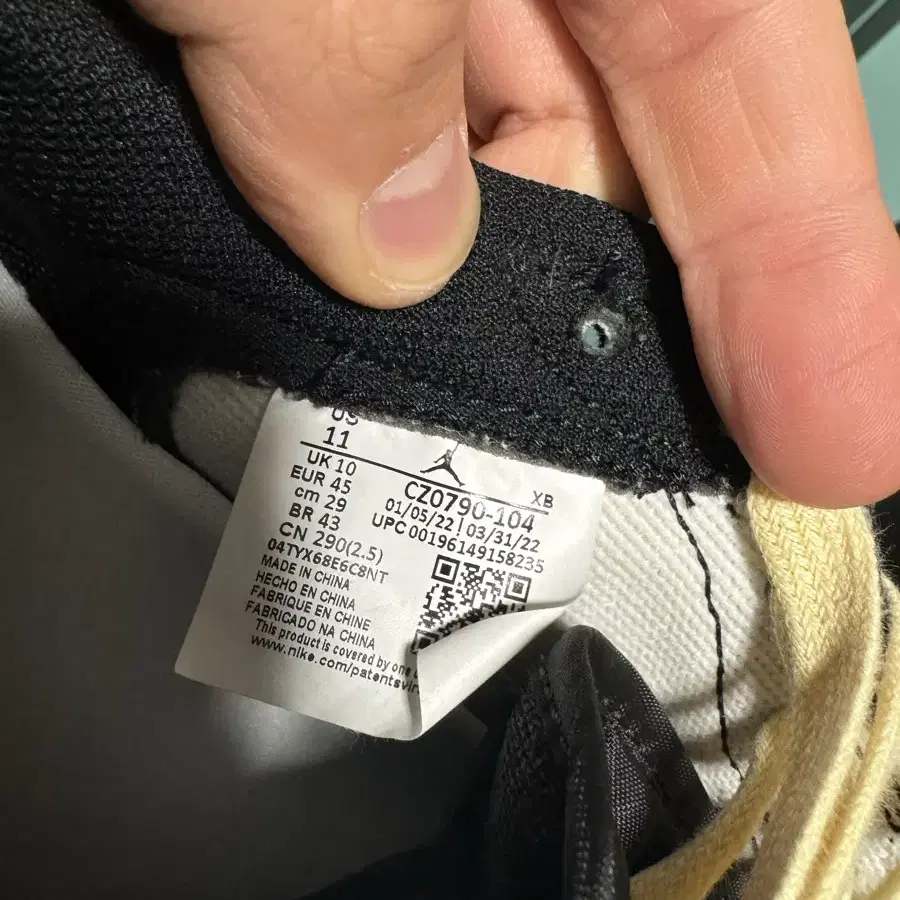 US
11
UK 10
EUR 45
cm 29
BR 43
CN 290(2.5)
XB
CZ0790-104
01/05/22 | 03/31/22
UPC 00196149158235
04TYX68E6C8NT
MADE IN CHINA
HECHO EN CHINA
FABRIQUE EN CHINE
FABRICADO NA CHINA
This product is covered by one
www.nike.com/patents